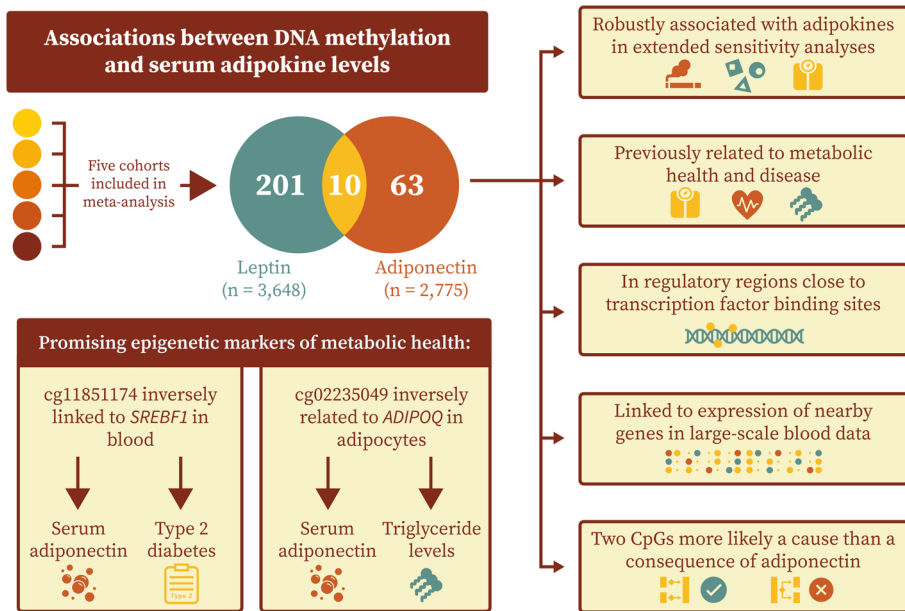 Associations between DNA methylation
and serum adipokine levels
Five cohorts
included in
meta-analysis
201
10
63
Leptin
(n = 3,648)
Adiponectin
(n = 2,775)
Promising epigenetic markers of metabolic health:
cg11851174 inversely
linked to SREBF1 in
blood
Serum
adiponectin
Type 2
diabetes
Type 2
cg02235049 inversely
related to ADIPOQ in
adipocytes
Serum
adiponectin
Triglyceride
levels
Robustly associated with adipokines
in extended sensitivity analyses
Previously related to metabolic
health and disease
In regulatory regions close to
transcription factor binding sites
Linked to expression of nearby
genes in large-scale blood data
Two CpGs more likely a cause than a
consequence of adiponectin